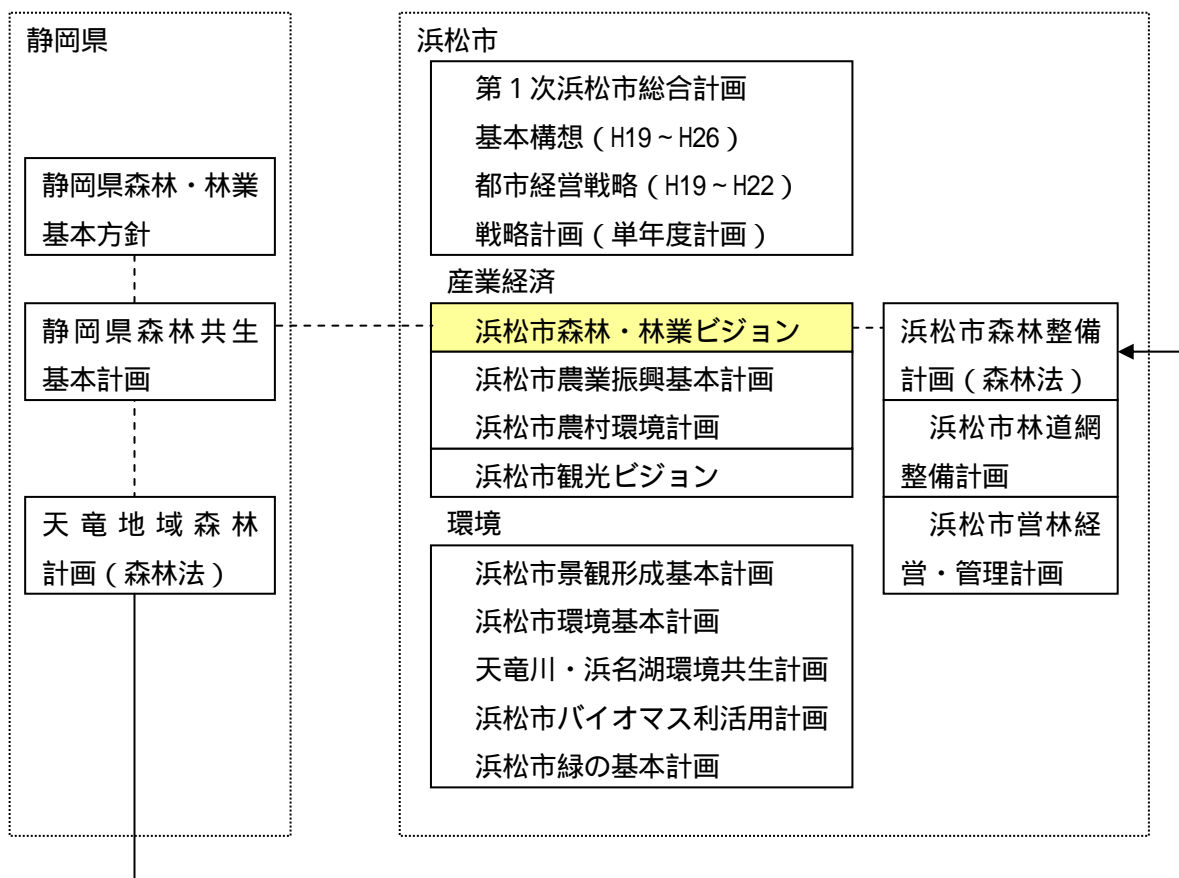 静岡県
静岡県森林・林業
基本方針
静岡県森林共生
基本計画
天竜地域森林
計画（森林法）
浜松市
第1次浜松市総合計画
基本構想（H19～H26）
都市経営戦略（H19～H22）
戦略計画（単年度計画）
産業経済
浜松市森林・林業ビジョン
浜松市農業振興基本計画
浜松市農村環境計画
浜松市観光ビジョン
環境
浜松市景観形成基本計画
浜松市環境基本計画
天竜川・浜名湖環境共生計画
浜松市バイオマス利活用計画
浜松市緑の基本計画
浜松市森林整備
計画（森林法）
浜松市林道網
整備計画
浜松市営林経
営・管理計画